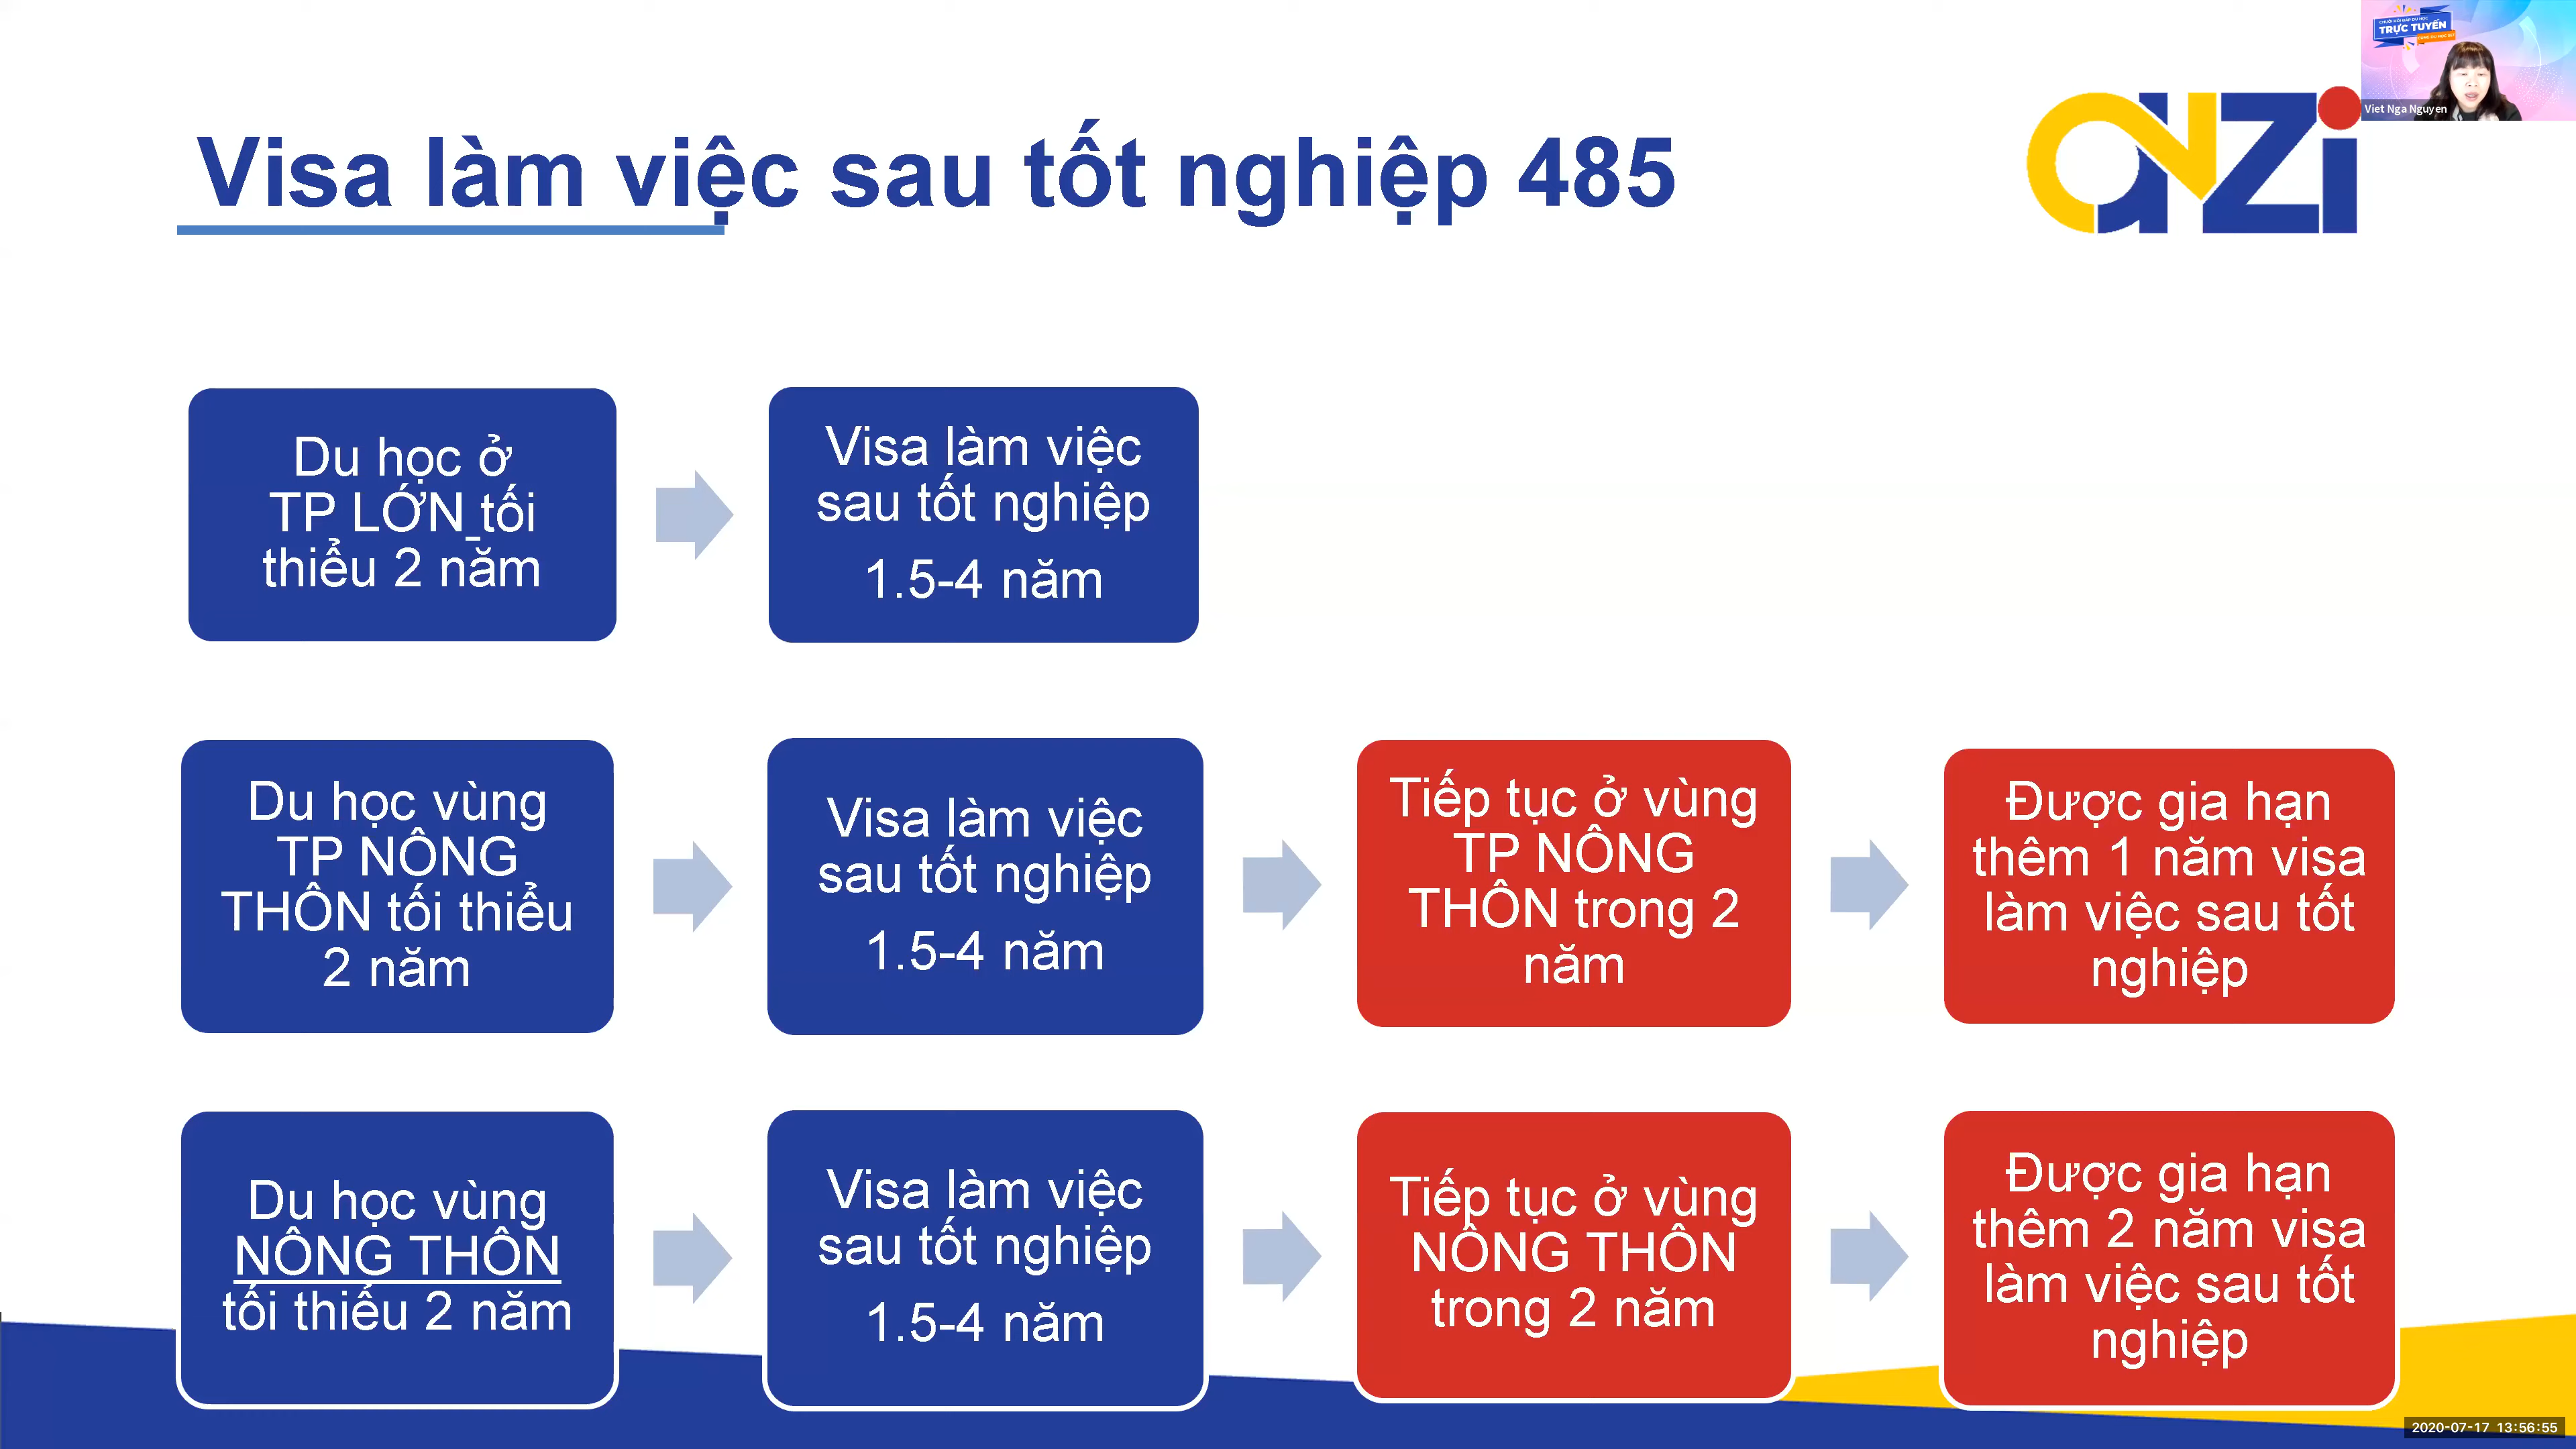 CHUỖI HỎI ĐÁP DU HỌC
TRỰC TUYẾN
Viet Nga Nguyen
anzi
Visa làm việc sau tốt nghiệp 485
Du học ở
TP LỚN tối
thiểu 2 năm
Visa làm việc
sau tốt nghiệp
1.5-4 năm
Du học vùng
TP NÔNG
THÔN tối thiểu
2 năm
Visa làm việc
sau tốt nghiệp
1.5-4 năm
Tiếp tục ở vùng
TP NÔNG
THÔN trong 2
năm
Được gia hạn
thêm 1 năm visa
làm việc sau tốt
nghiệp
Du học vùng
NÔNG THÔN
tối thiểu 2 năm
Visa làm việc
sau tốt nghiệp
1.5-4 năm
Tiếp tục ở vùng
NÔNG THÔN
trong 2 năm
Được gia hạn
thêm 2 năm visa
làm việc sau tốt
nghiệp
2020-07-17 13:56:55